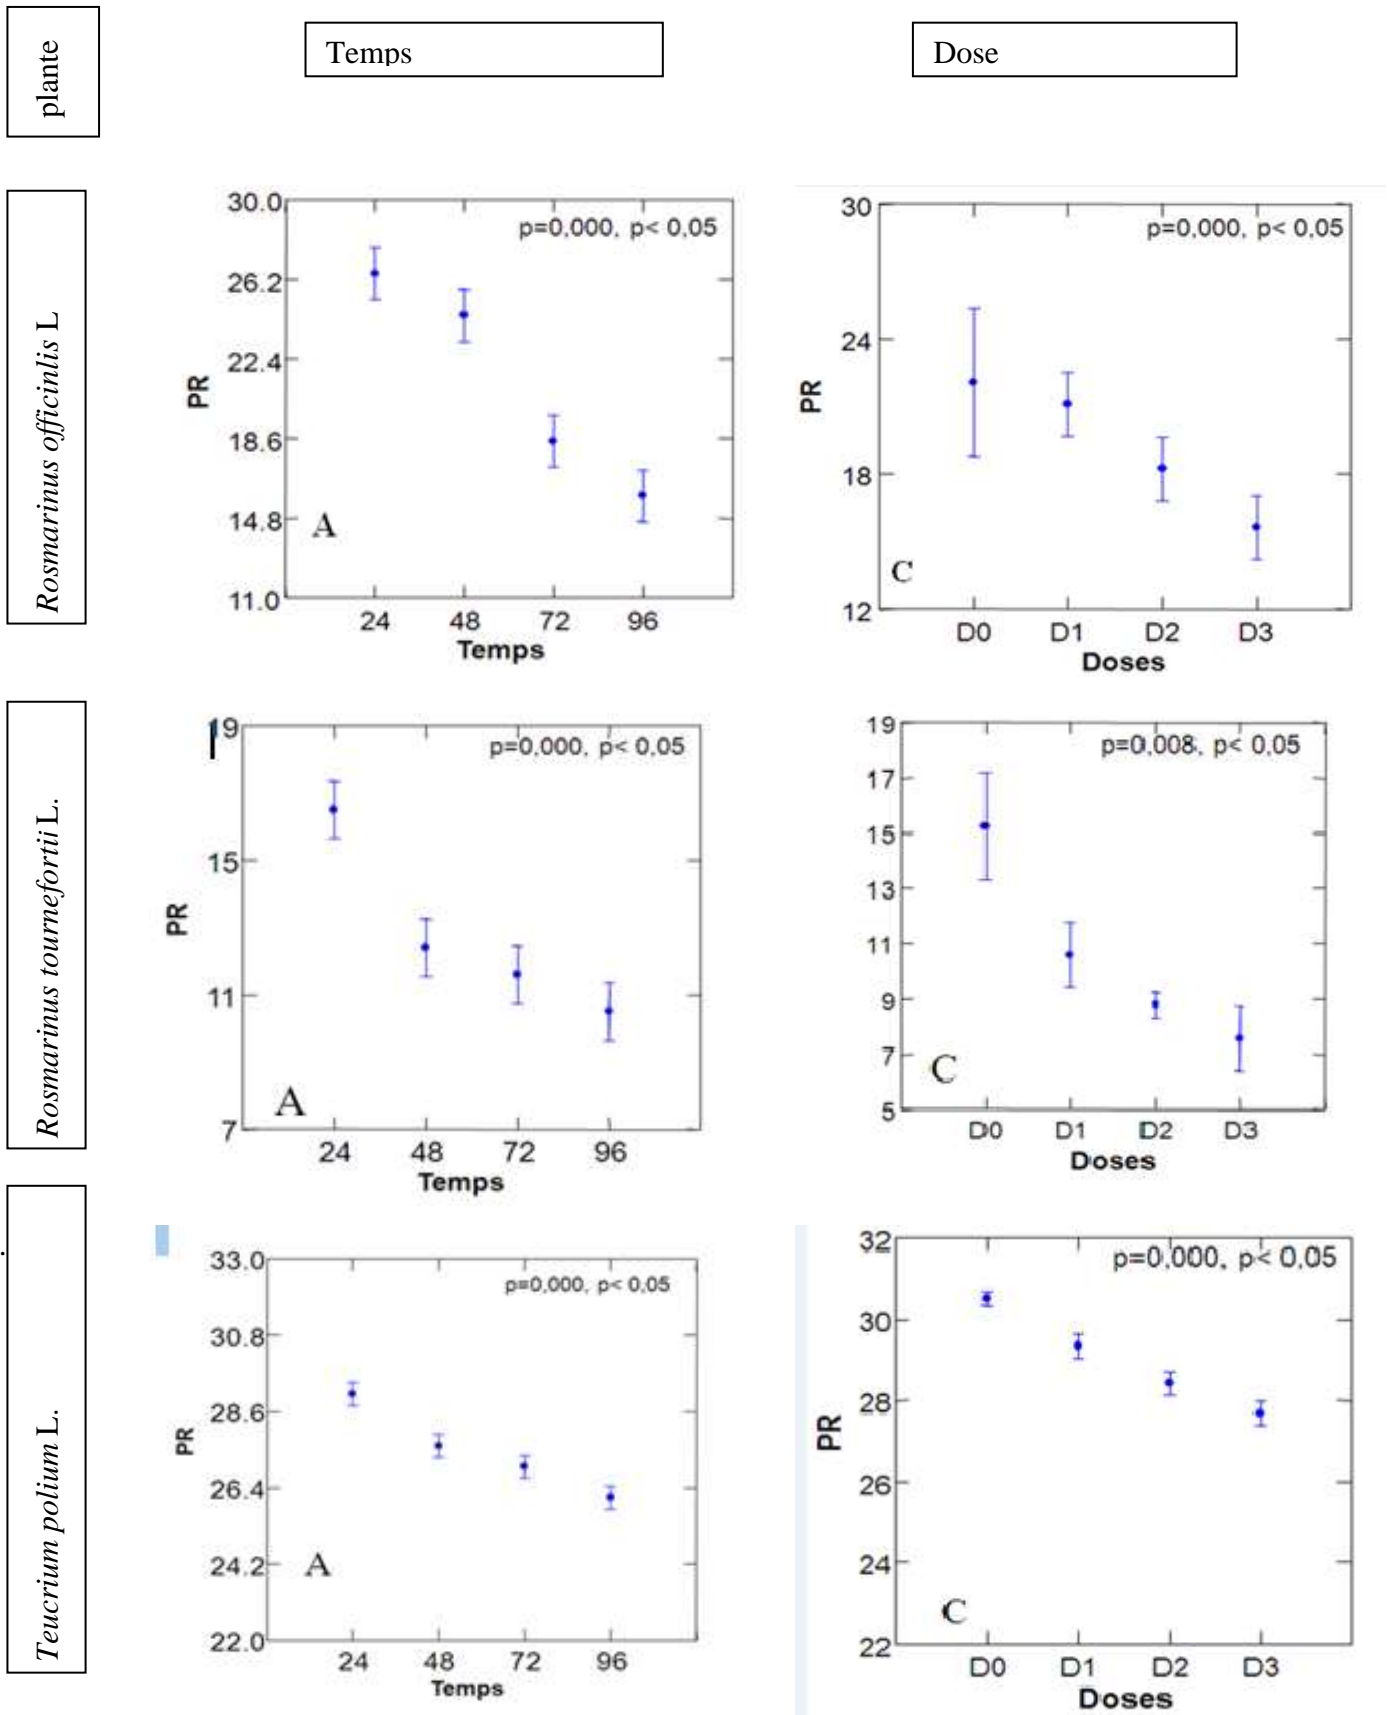 plante
Temps
Dose
Rosmarinus officinlis L
30.0
26.2
22.4
18.6
14.8
11.0
PR
p=0,000, p< 0,05
A
24 48 72 96
Temps
30
24
18
12
PR
p=0,000, p< 0,05
C
D0 D1 D2 D3
Doses
Rosmarinus tournefortii L.
19
15
11
7
PR
p=0,000, p< 0,05
A
24 48 72 96
Temps
19
17
15
13
11
9
7
5
p=0,008, p< 0,05
C
D0 D1 D2 D3
Doses
Teucrium polium L.
.
33.0
30.8
28.6
26.4
24.2
22.0
PR
p=0,000, p< 0,05
A
24 48 72 96
Temps
32
30
28
26
24
22
PR
p=0,000, p< 0,05
C
D0 D1 D2 D3
Doses